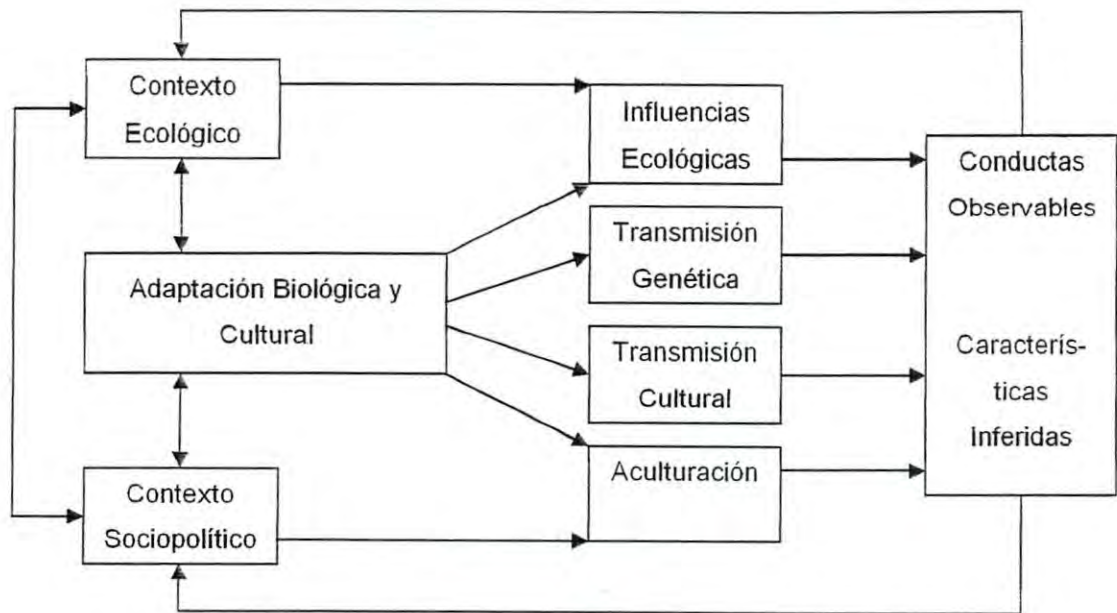 Contexto
Ecológico
Influencias
Ecológicas
Conductas
Observables
Transmisión
Genética
Adaptación Biológica y
Cultural
Transmisión
Cultural
Caracterís-
ticas
Inferidas
Aculturación
Contexto
Sociopolítico